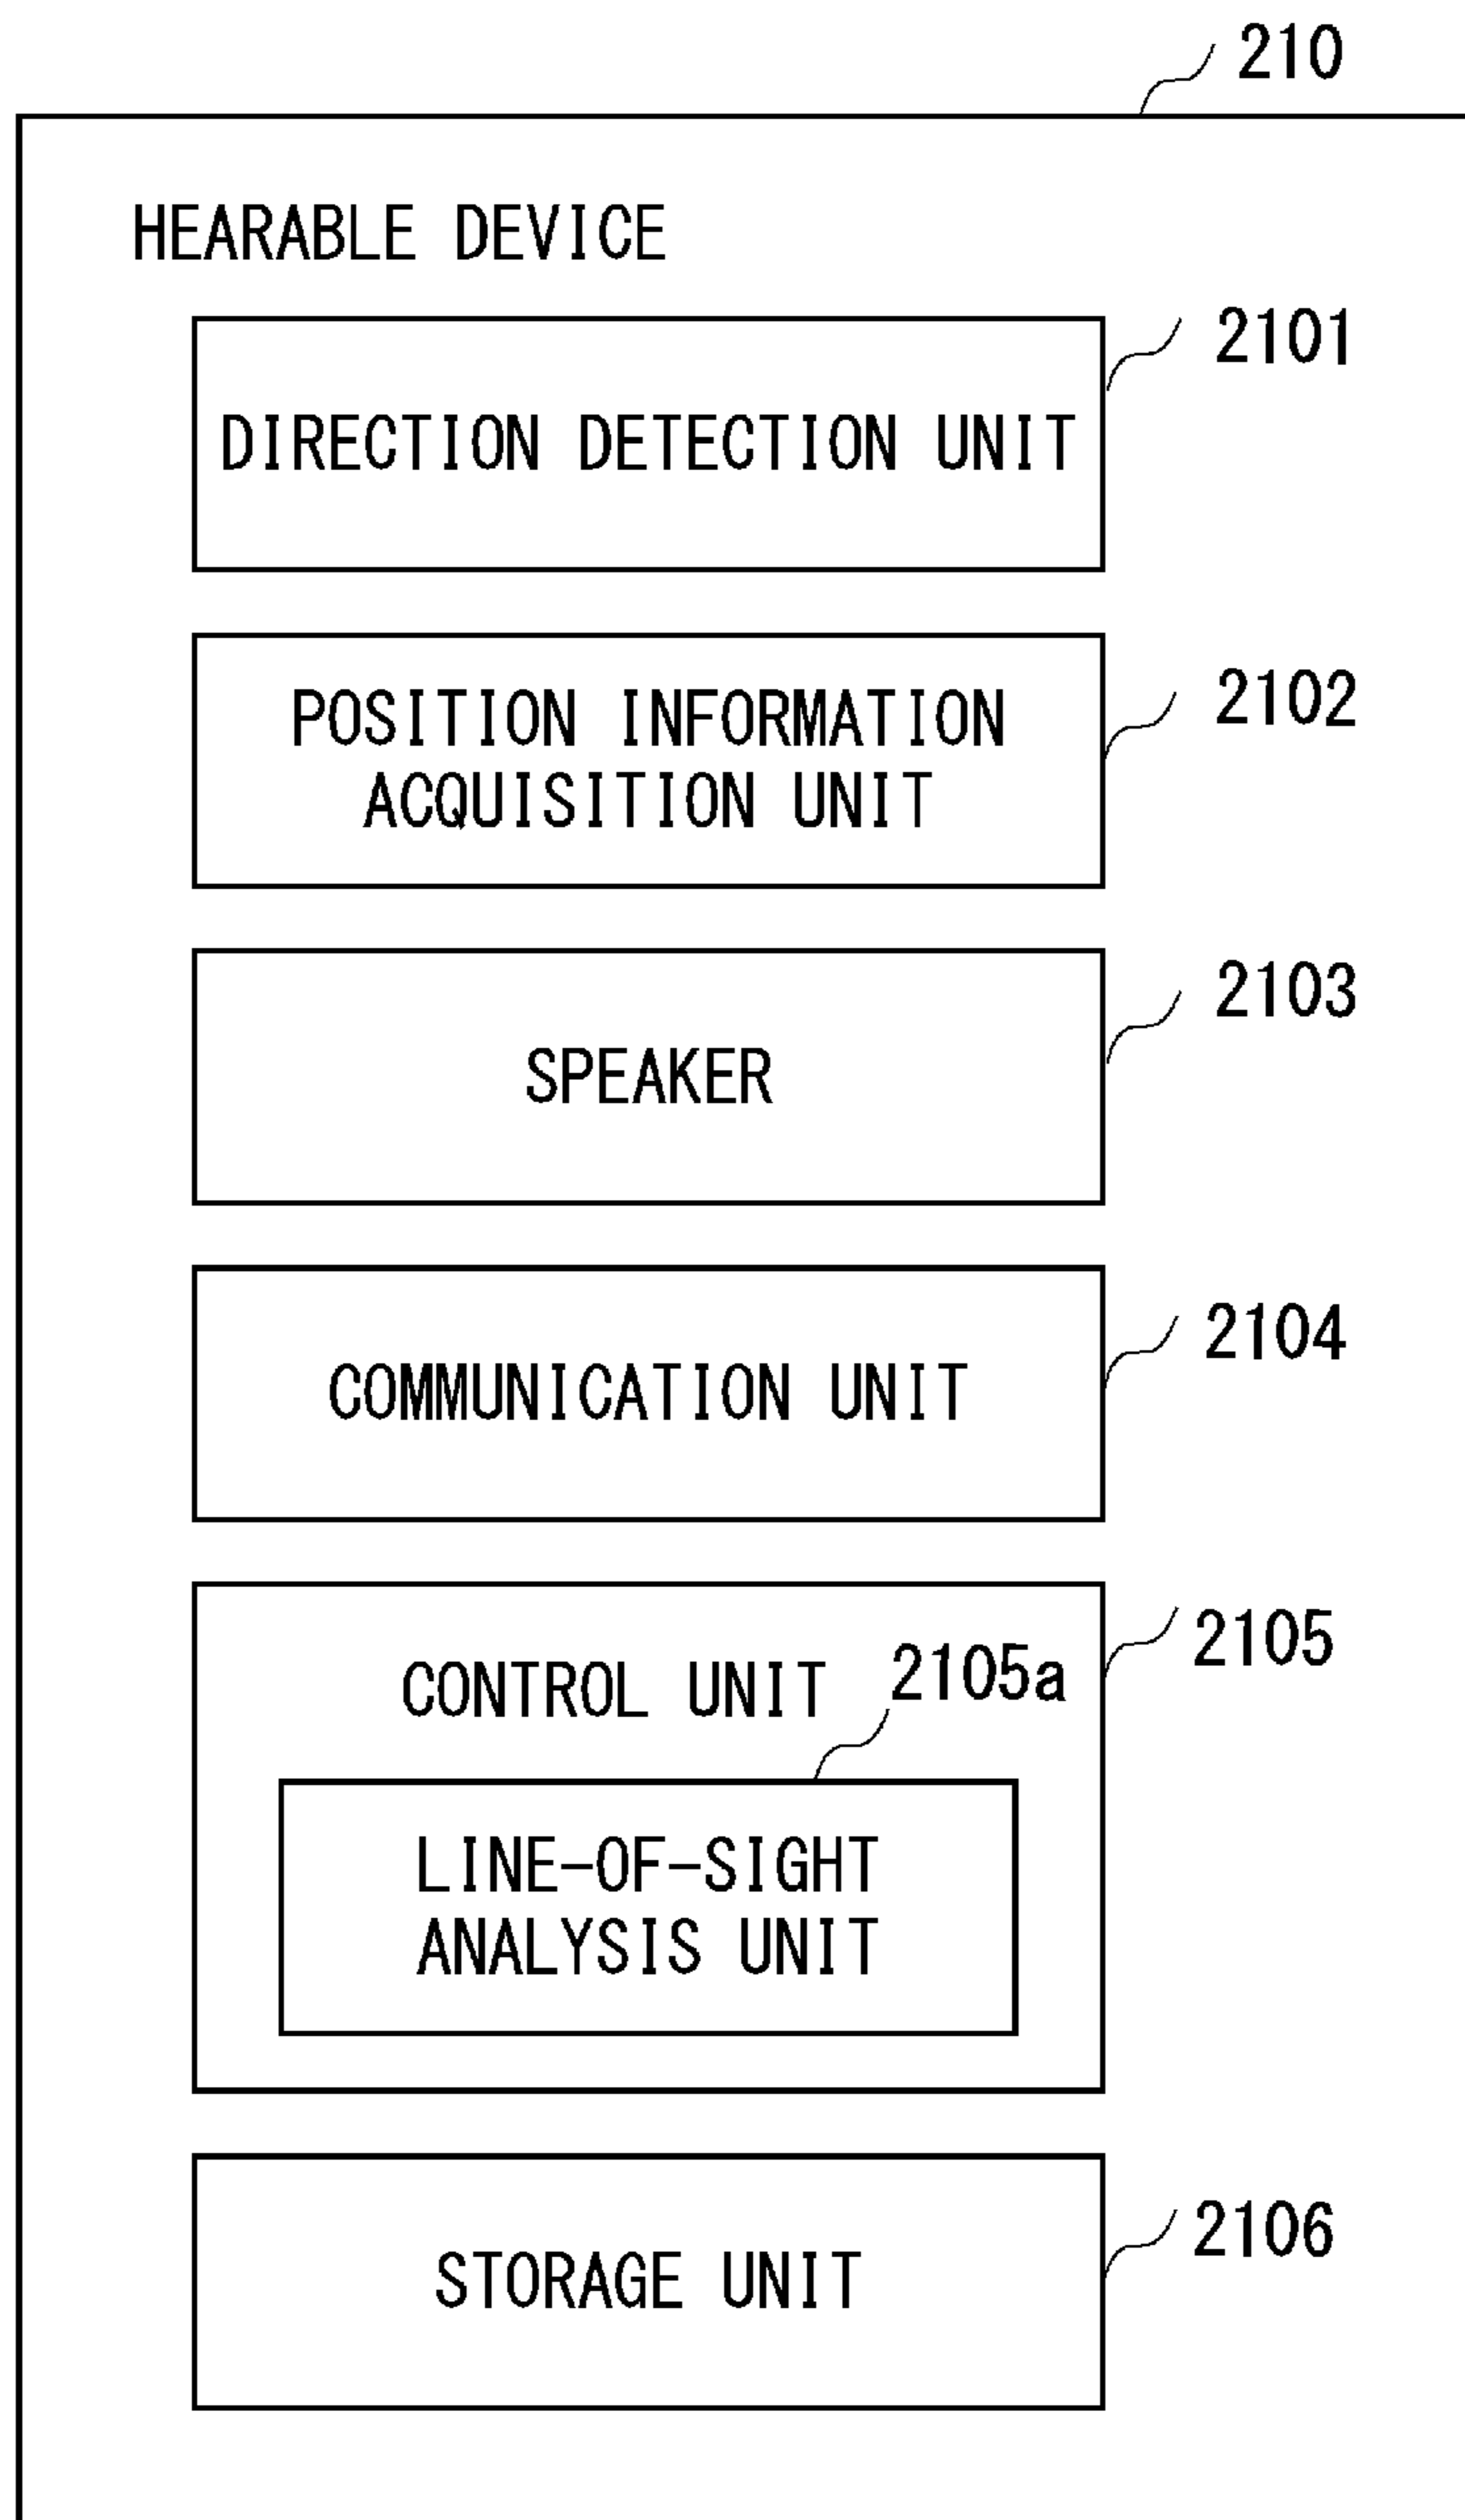 210
HEARABLE DEVICE
2101
DIRECTION DETECTION UNIT
2102
POSITION INFORMATION
ACQUISITION UNIT
2103
SPEAKER
2104
COMMUNICATION UNIT
2105
CONTROL UNIT
2105a
LINE-OF-SIGHT
ANALYSIS UNIT
2106
STORAGE UNIT